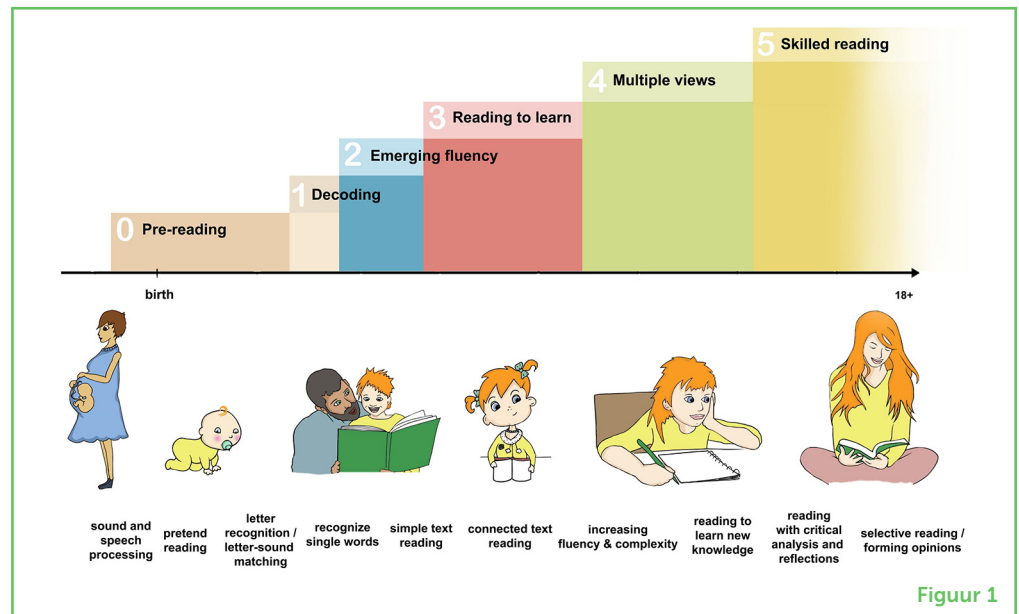 5 Skilled reading
4 Multiple views
3 Reading to learn
2 Emerging fluency
1 Decoding
0 Pre-reading
birth
18+
sound and
speech
processing
pretend
reading
letter
recognition /
letter-sound
matching
recognize
single words
simple text
reading
connected text
reading
increasing
fluency & complexity
reading to
learn new
knowledge
reading
with critical
analysis and
reflections
selective reading /
forming opinions
Figuur 1